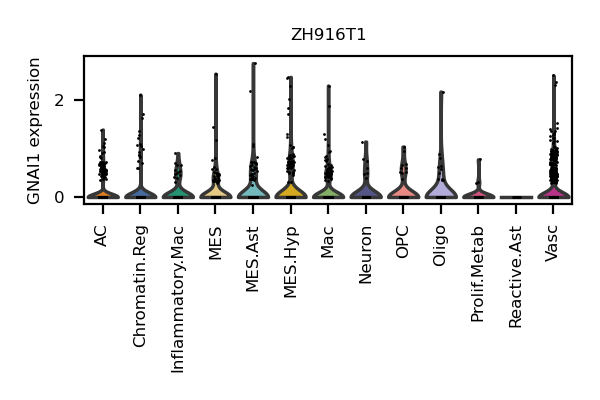 ZH916T1
GNAI1 expression
2
0
AC
Chromatin.Reg
Inflammatory.Mac
MES
MES.Ast
MES.Hyp
Mac
Neuron
OPC
Oligo
Prolif.Metab
Reactive.Ast
Vasc